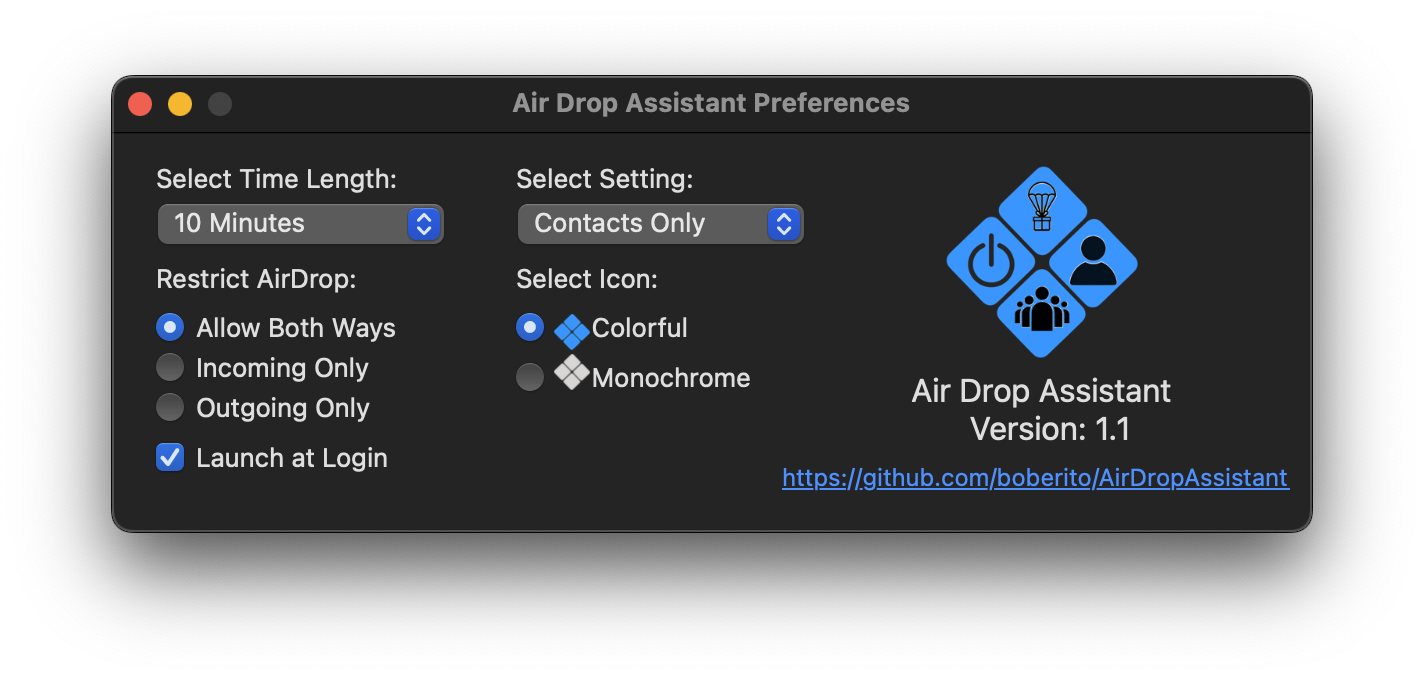 Air Drop Assistant Preferences
Select Time Length:
10 Minutes
Restrict AirDrop:
Allow Both Ways
Incoming Only
Outgoing Only
Launch at Login
Select Setting:
Contacts Only
Select Icon:
Colorful
Monochrome
Air Drop Assistant
Version: 1.1
https://github.com/boberito/AirDropAssistant